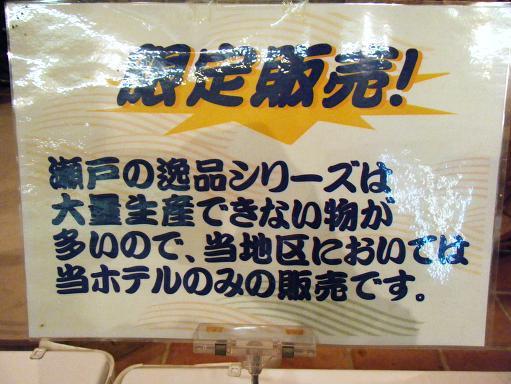 限定販売!
瀬戸の逸品シリーズは
大量生産できない物が
多いので、当地区においては
当ホテルのみの販売です。